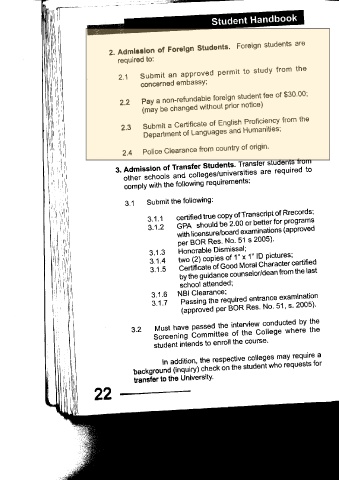 Student Handbook
2. Admission of Foreign Students. Foreign students are
required to:
2.1 Submit an approved permit to study from the
concerned embassy;
2.2 Pay a non-refundable foreign student fee of $30.00;
(may be changed without prior notice)
2.3 Submit a Certificate of English Proficiency from the
Department of Languages and Humanities;
2.4 Police Clearance from country of origin.
3. Admission of Transfer Students. Transfer students from
other schools and colleges/universities are required to
comply with the following requirements:
3.1 Submit the following:
3.1.1 certified true copy of Transcript of Rrecords;
3.1.2 GPA should be 2.00 or better for programs
with licensure/board examinations (approved
per BOR Res. No. 51 s 2005).
3.1.3 Honorable Dismissal;
3.1.4 two (2) copies of 1" x 1" ID pictures;
3.1.5 Certificate of Good Moral Character certified
by the guidance counselor/dean from the last
school attended;
3.1.6 NBI Clearance;
3.1.7 Passing the required entrance examination
(approved per BOR Res. No. 51, s. 2005).
3.2 Must have passed the interview conducted by the
Screening Committee of the College where the
student intends to enroll the course.
In addition, the respective colleges may require a
background (inquiry) check on the student who requests for
transfer to the University.
22